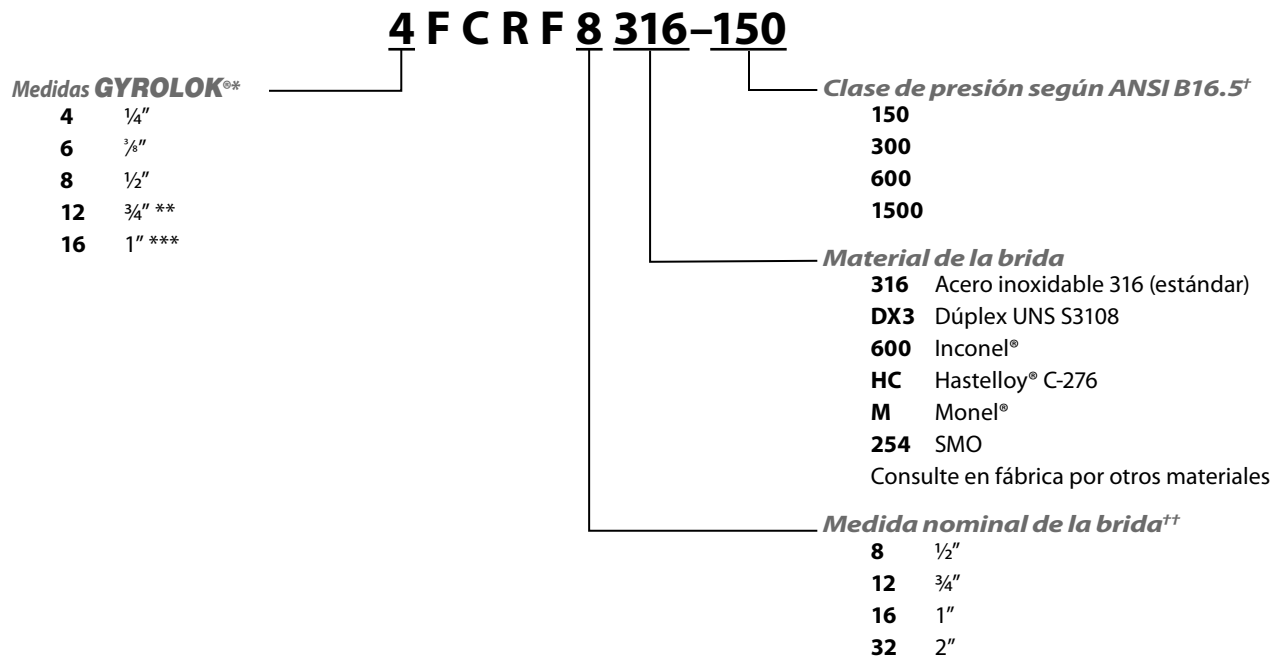 4 F C R F 8 316–150
Medidas GYROLOK®*
4 ¼"
6 ⅜"
8 ½"
12 ¾" **
16 1" ***
Clase de presión según ANSI B16.5†
150
300
600
1500
Material de la brida
316 Acero inoxidable 316 (estándar)
DX3 Dúplex UNS S3108
600 Inconel®
HC Hastelloy® C-276
M Monel®
254 SMO
Consulte en fábrica por otros materiales
Medida nominal de la brida††
8 ½"
12 ¾"
16 1"
32 2"